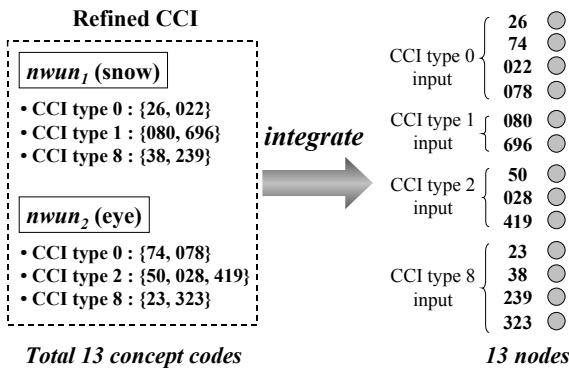 Refined CCI
nwun1 (snow)
• CCI type 0 : {26, 022}
• CCI type 1 : {080, 696}
• CCI type 8 : {38, 239}
nwun2 (eye)
• CCI type 0 : {74, 078}
• CCI type 2 : {50, 028, 419}
• CCI type 8 : {23, 323}
Total 13 concept codes
integrate
CCI type 0
input
26
74
022
078
CCI type 1
input
080
696
CCI type 2
input
50
028
419
CCI type 8
input
23
38
239
323
13 nodes